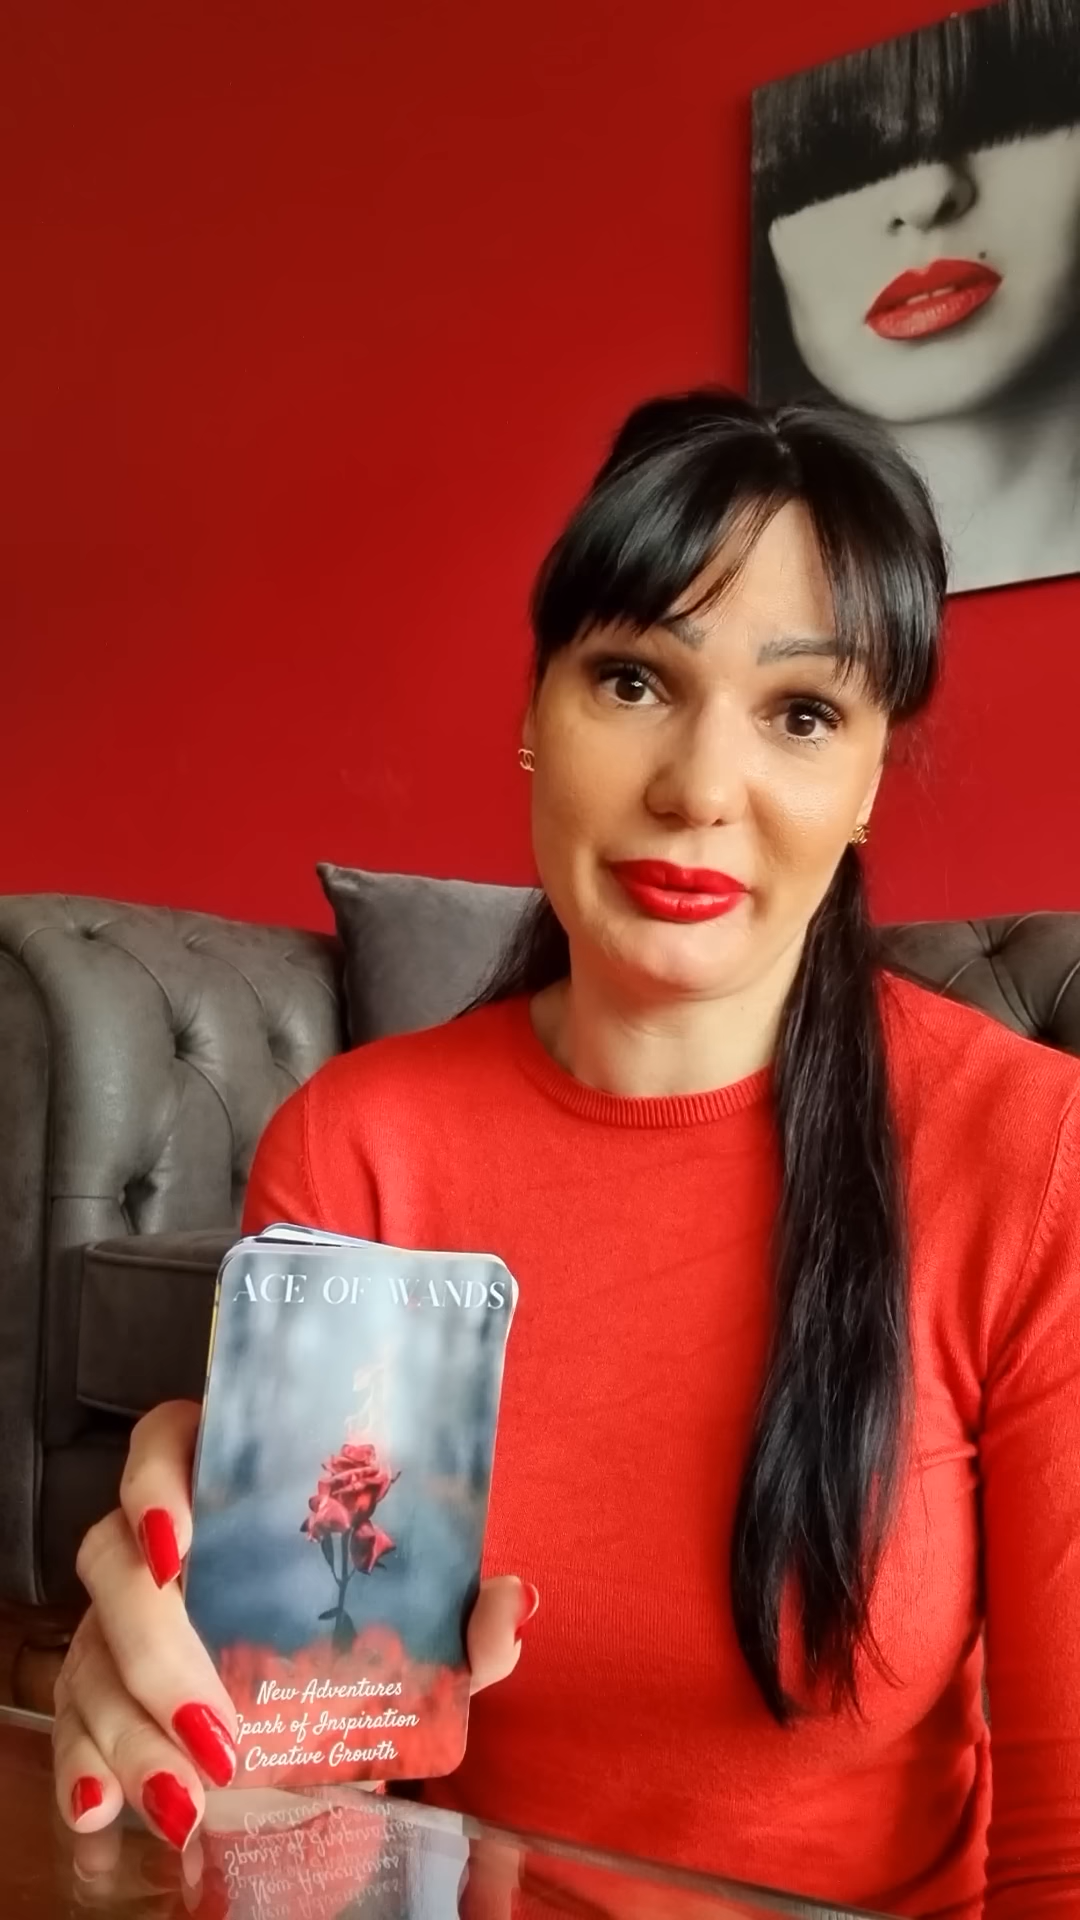 ACE OF WANDS
New Adventures
Spark of Inspiration
Creative Growth